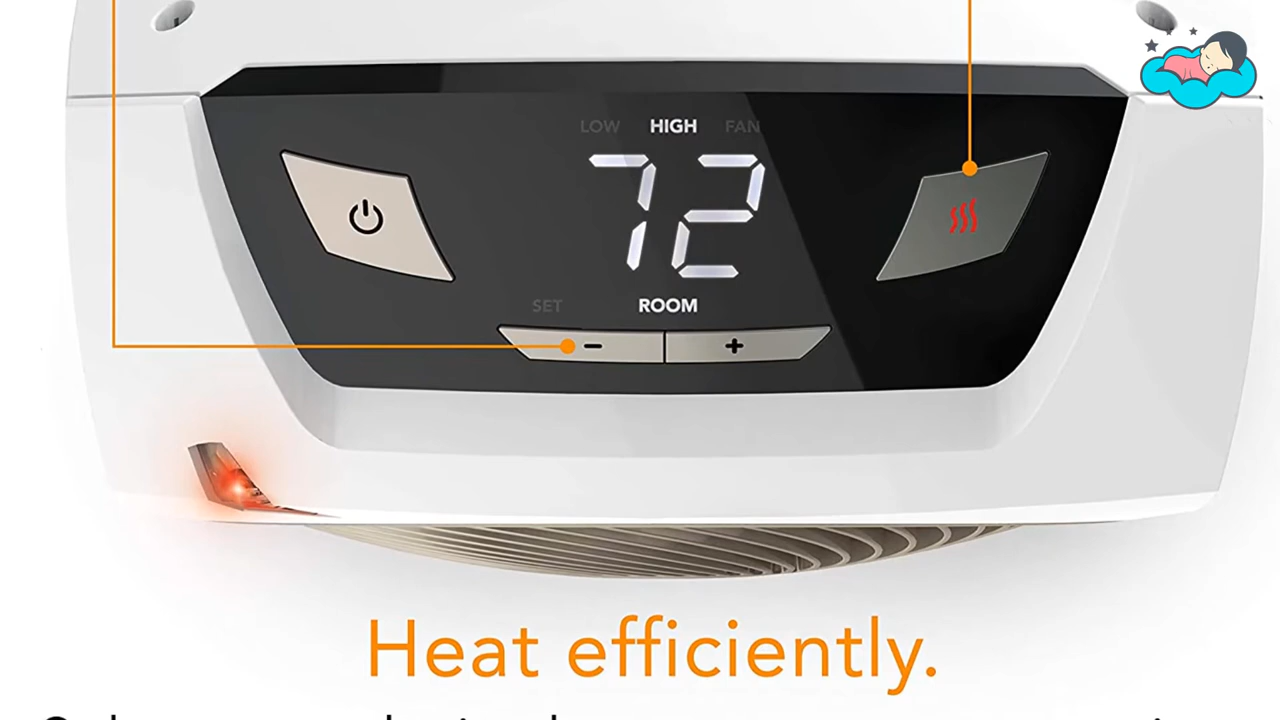 LOW HIGH FAN
72
SET ROOM
- +
Heat efficiently.